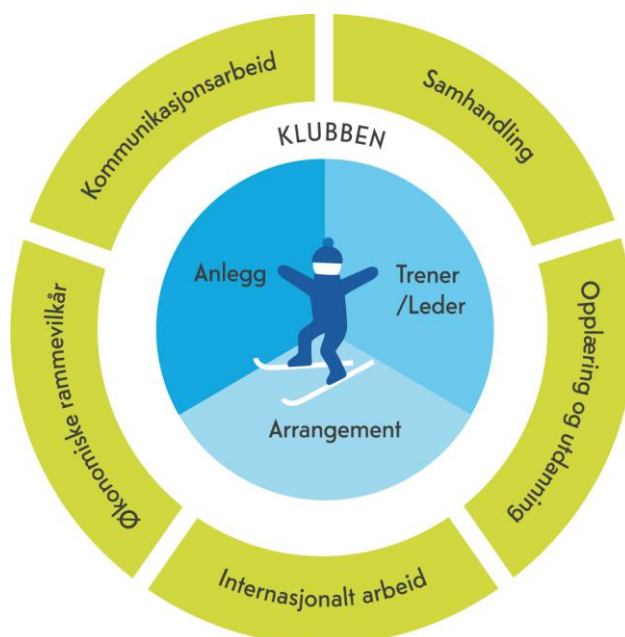 Kommunikasjonsarbeid
Samhandling
KLUBBEN
Anlegg
Trener
/Leder
Arrangement
Økonomiske rammevilkår
Opplæring og utdanning
Internasjonalt arbeid